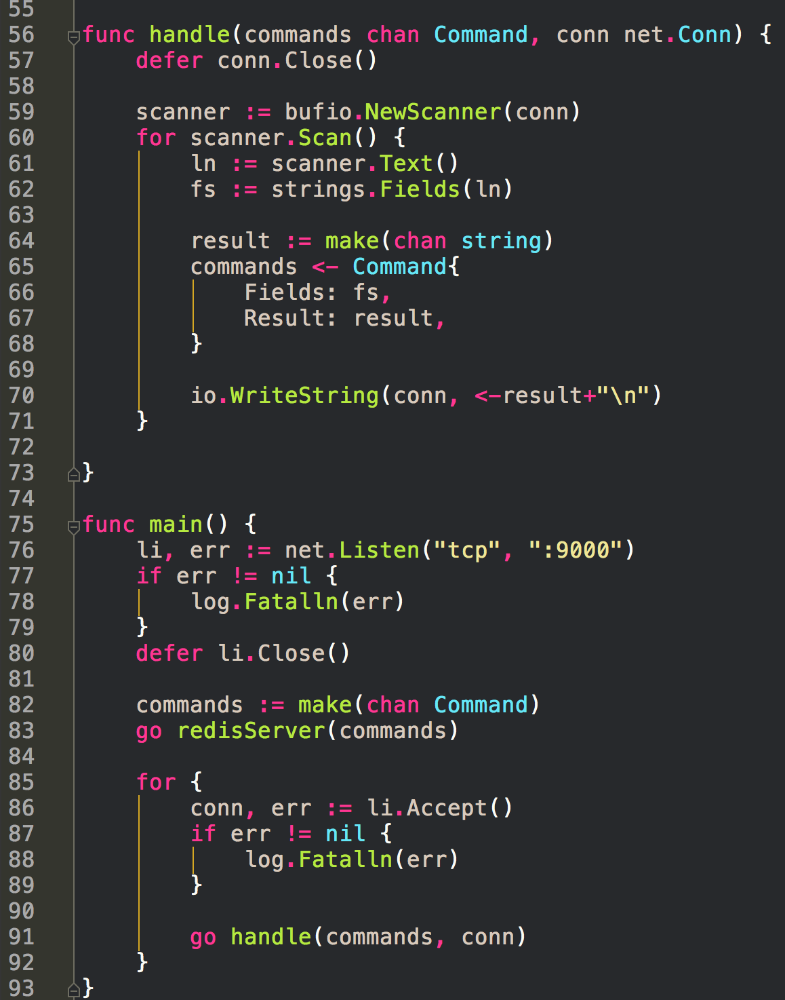 55
56 func handle(commands chan Command, conn net.Conn) {
57     defer conn.Close()
58
59     scanner := bufio.NewScanner(conn)
60     for scanner.Scan() {
61         ln := scanner.Text()
62         fs := strings.Fields(ln)
63
64         result := make(chan string)
65         commands <- Command{
66             Fields: fs,
67             Result: result,
68         }
69
70         io.WriteString(conn, <-result+"\n")
71     }
72
73 }
74
75 func main() {
76     li, err := net.Listen("tcp", ":9000")
77     if err != nil {
78         log.Fatalln(err)
79     }
80     defer li.Close()
81
82     commands := make(chan Command)
83     go redisServer(commands)
84
85     for {
86         conn, err := li.Accept()
87         if err != nil {
88             log.Fatalln(err)
89         }
90
91         go handle(commands, conn)
92     }
93 }